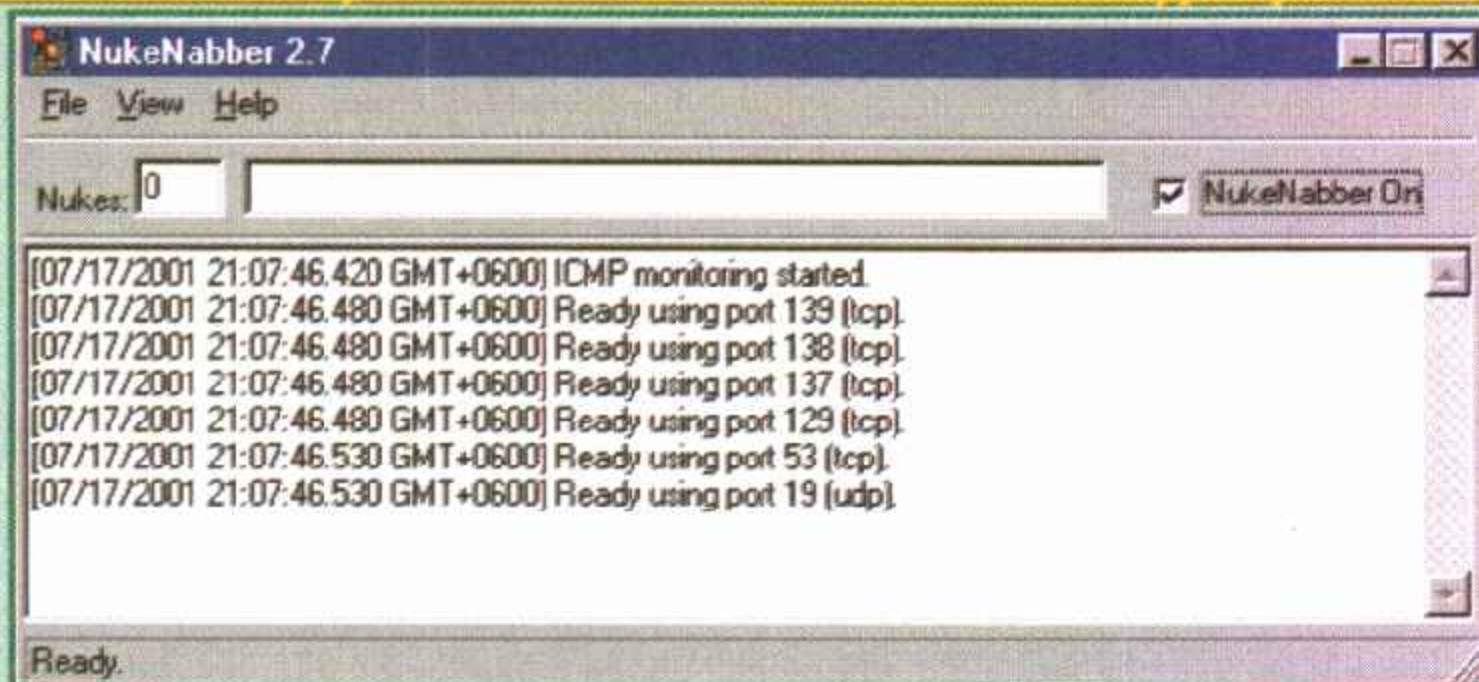 NukeNabber 2.7
File View Help
Nukes: 0 NukeNabber On
[07/17/2001 21:07:46.420 GMT+0600] ICMP monitoring started.
[07/17/2001 21:07:46.480 GMT+0600] Ready using port 139 (tcp).
[07/17/2001 21:07:46.480 GMT+0600] Ready using port 138 (tcp).
[07/17/2001 21:07:46.480 GMT+0600] Ready using port 137 (tcp).
[07/17/2001 21:07:46.480 GMT+0600] Ready using port 129 (tcp).
[07/17/2001 21:07:46.530 GMT+0600] Ready using port 53 (tcp).
[07/17/2001 21:07:46.530 GMT+0600] Ready using port 19 (udp).
Ready.